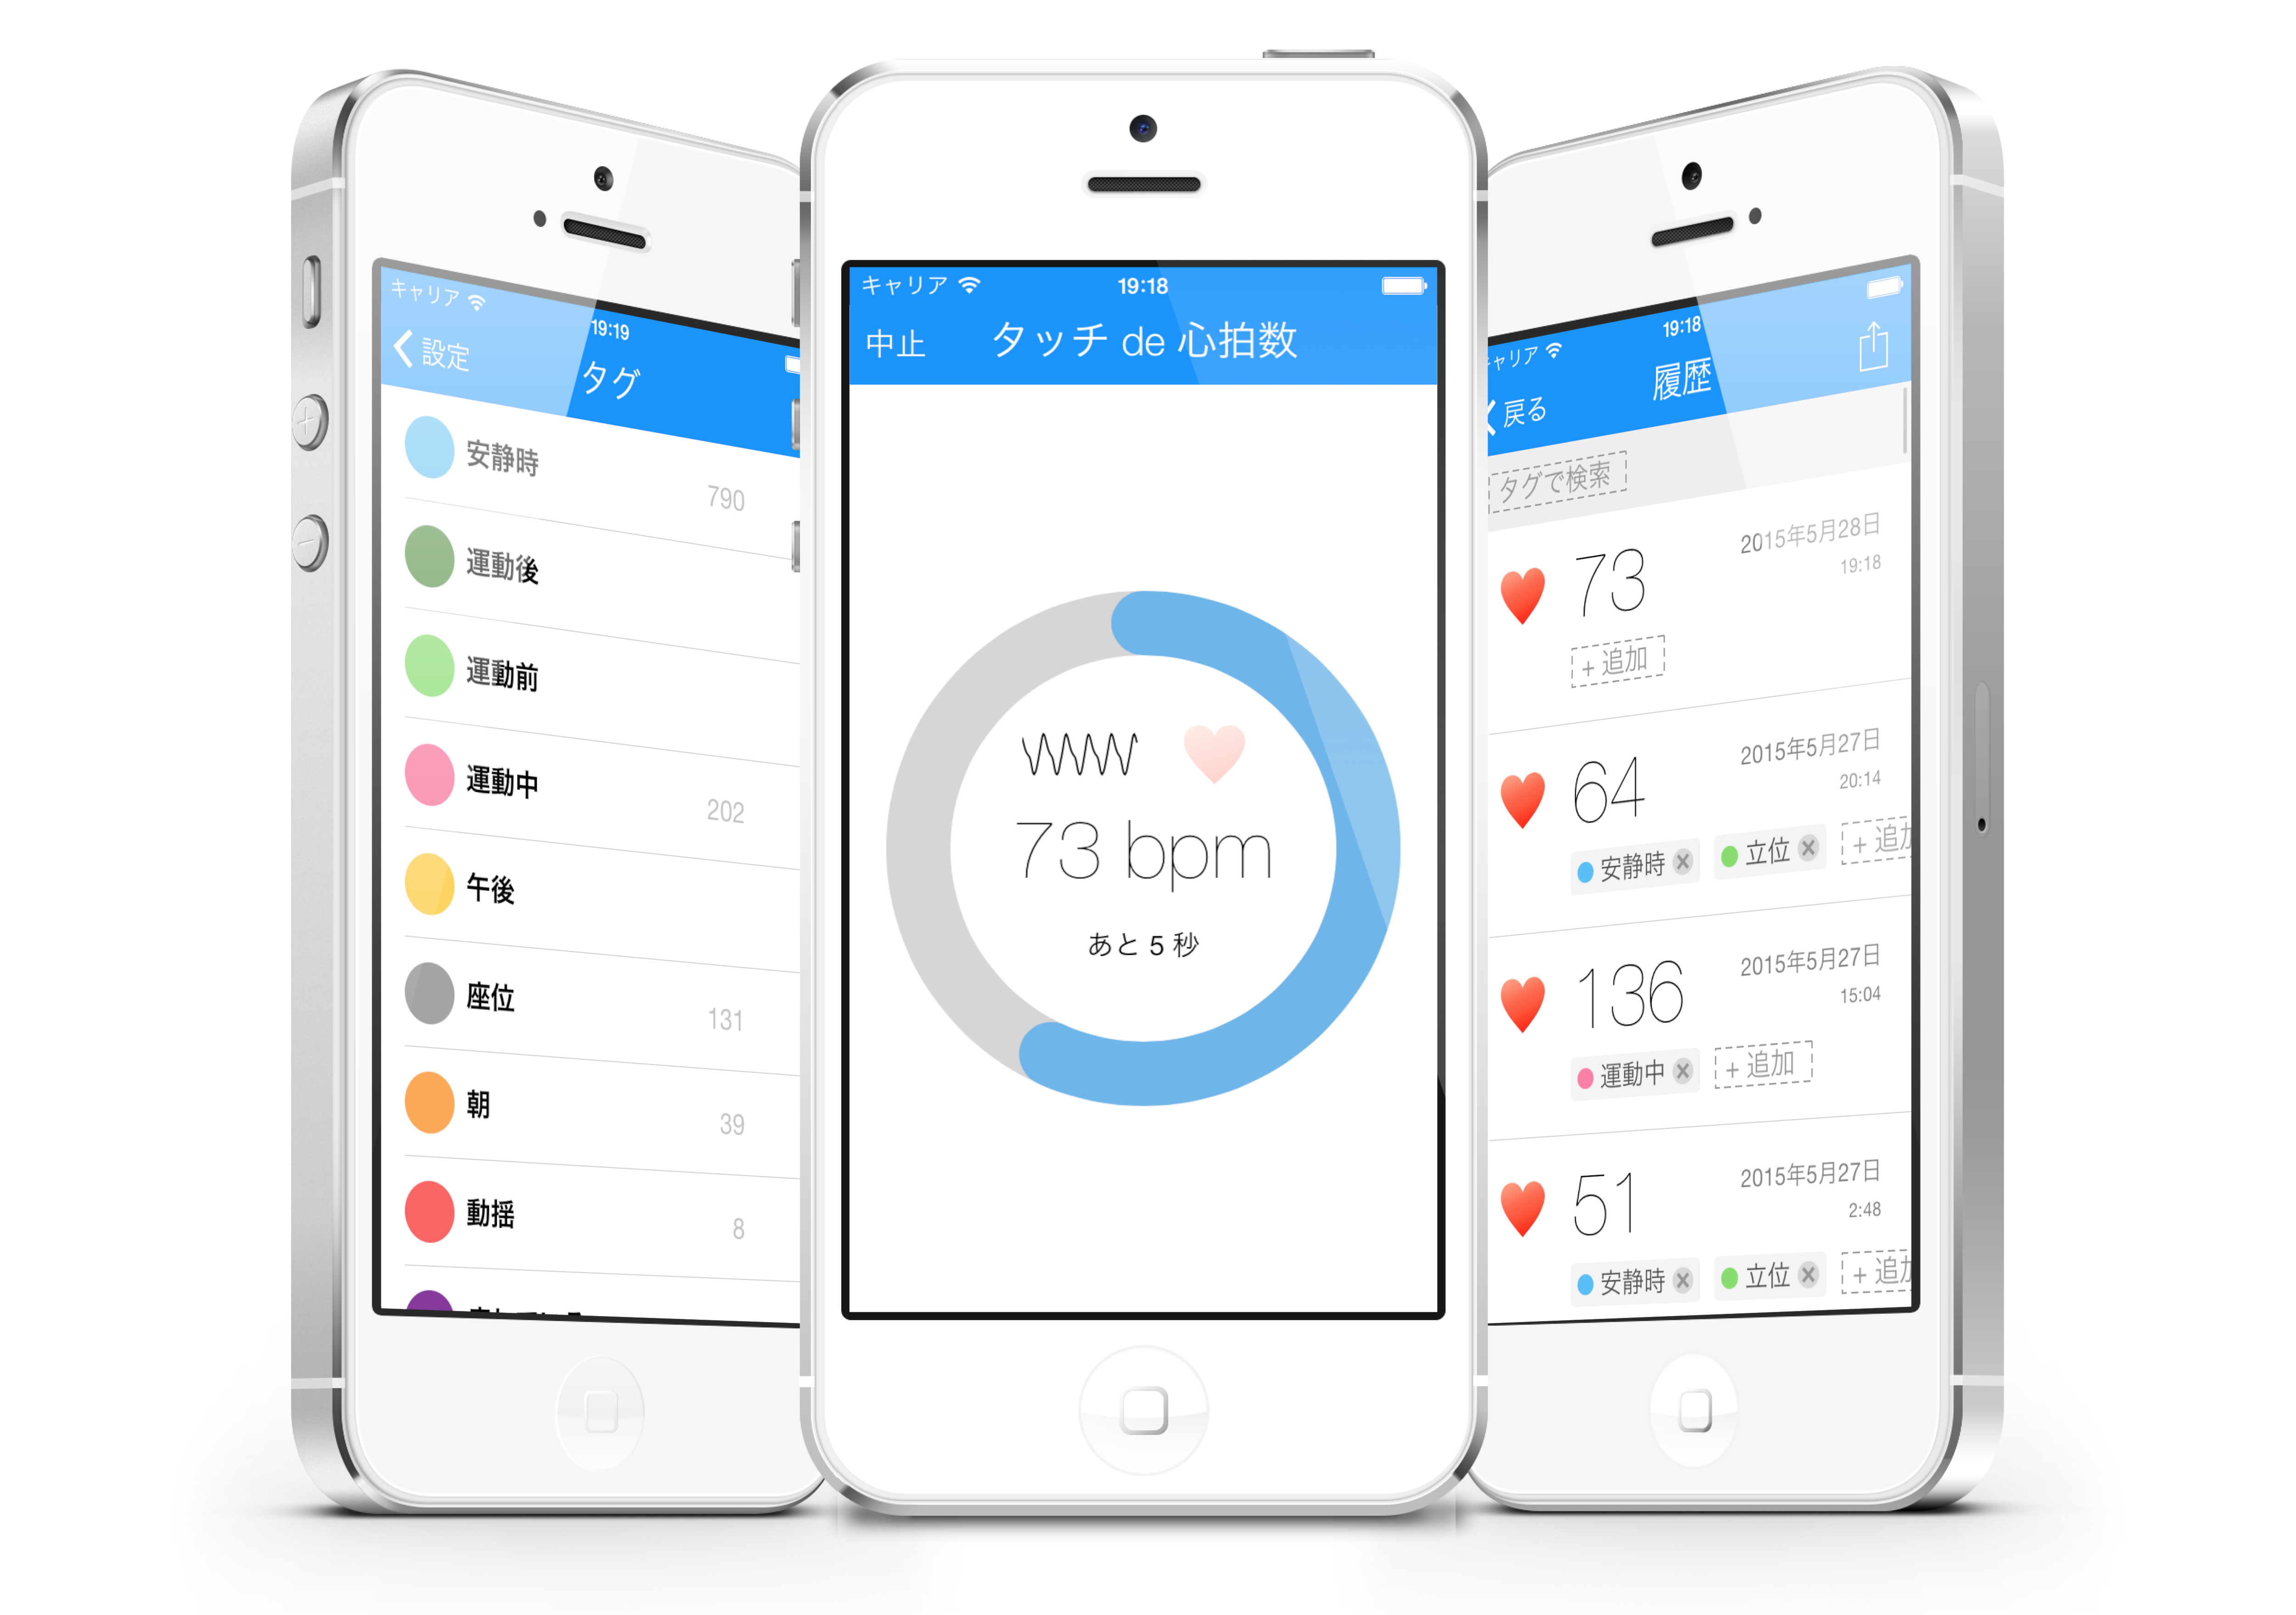 キャリア
19:19
設定
タグ
安静時
790
運動後
運動前
運動中
202
午後
座位
131
朝
39
動揺
8
キャリア
19:18
中止
タッチ de 心拍数
73 bpm
あと 5 秒
キャリア
19:18
戻る
履歴
タグで検索
73
2015年5月28日
19:18
+ 追加
64
2015年5月27日
20:14
安静時
立位
+ 追加
136
2015年5月27日
15:04
運動中
+ 追加
51
2015年5月27日
2:48
安静時
立位
+ 追加